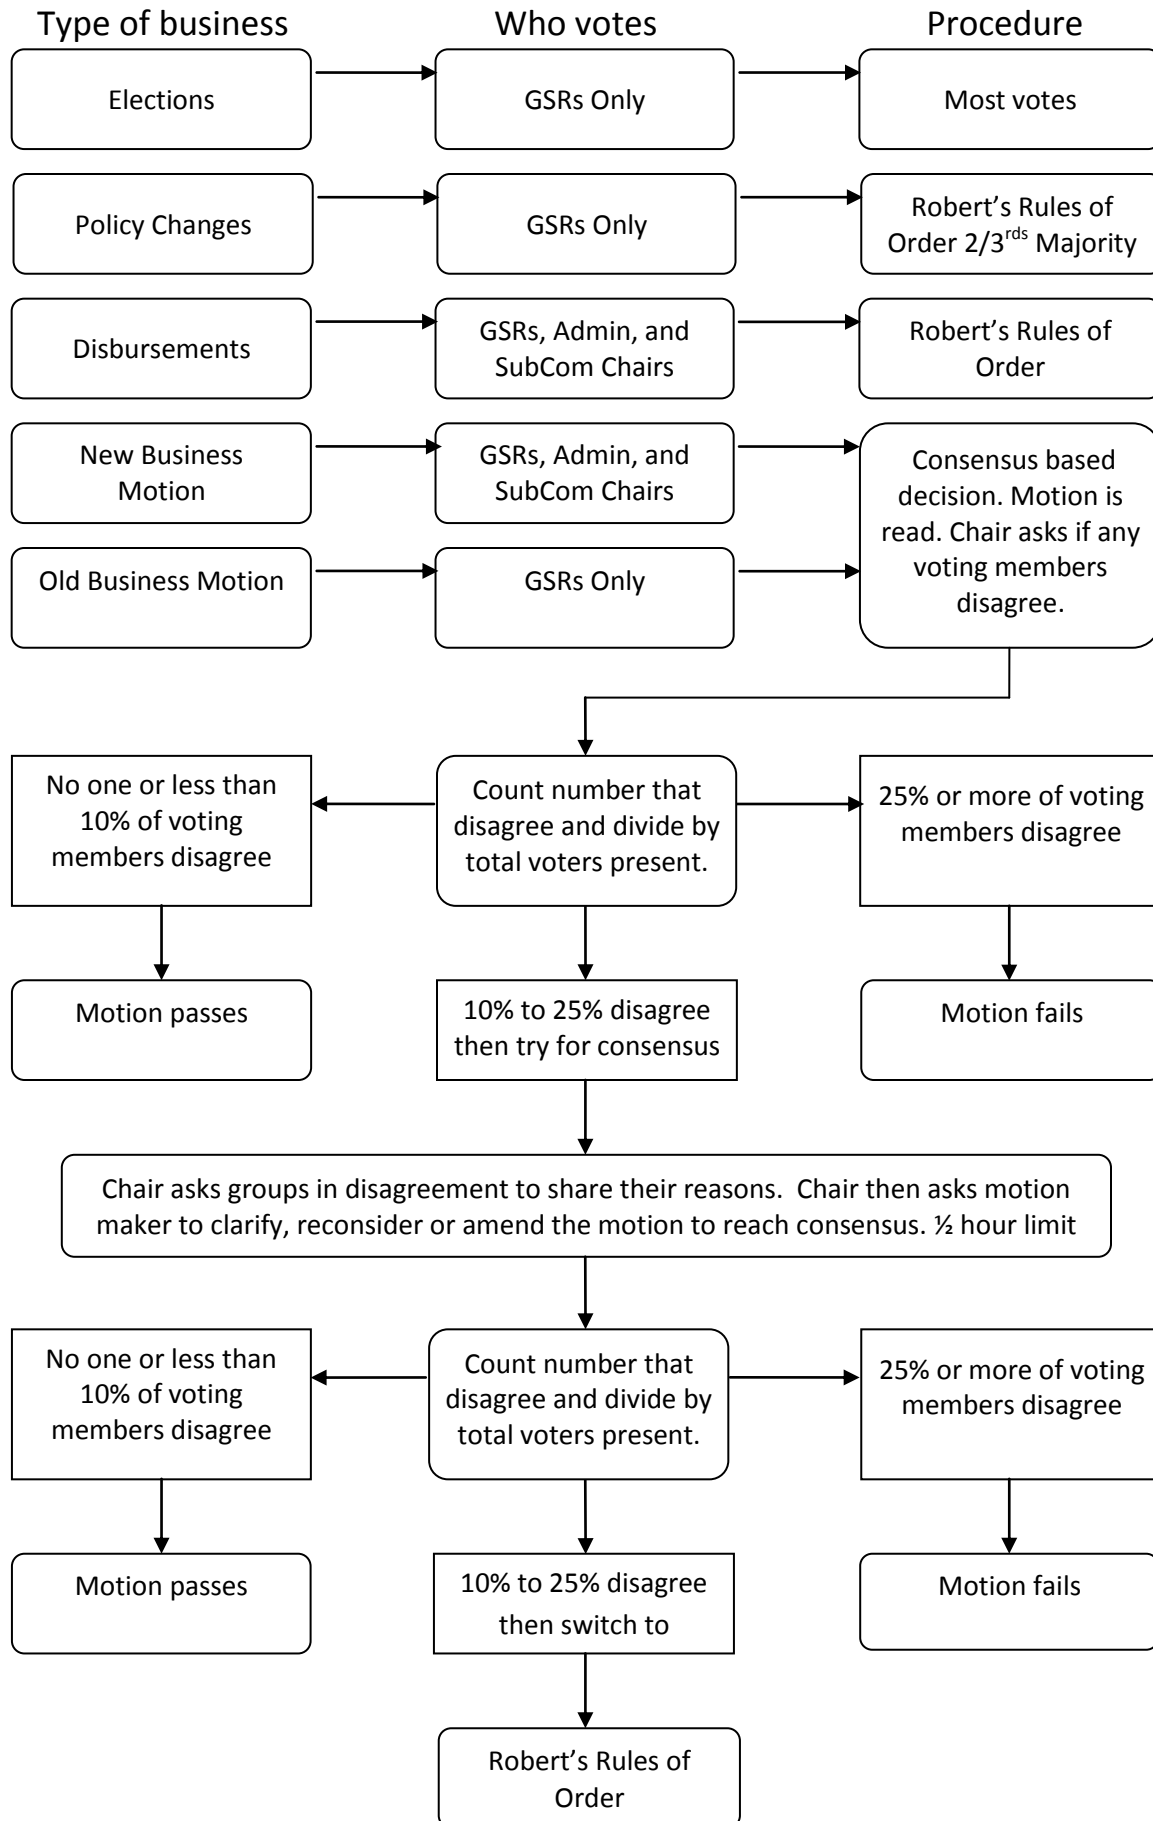 Type of business
Who votes
Procedure
Elections
GSRs Only
Most votes
Policy Changes
GSRs Only
Robert’s Rules of
Order 2/3rds Majority
Disbursements
GSRs, Admin, and
SubCom Chairs
Robert’s Rules of
Order
New Business
Motion
GSRs, Admin, and
SubCom Chairs
Consensus based
decision. Motion is
read. Chair asks if any
voting members
disagree.
Old Business Motion
GSRs Only
No one or less than
10% of voting
members disagree
Count number that
disagree and divide by
total voters present.
25% or more of voting
members disagree
Motion passes
10% to 25% disagree
then try for consensus
Motion fails
Chair asks groups in disagreement to share their reasons.  Chair then asks motion
maker to clarify, reconsider or amend the motion to reach consensus. ½ hour limit
No one or less than
10% of voting
members disagree
Count number that
disagree and divide by
total voters present.
25% or more of voting
members disagree
Motion passes
10% to 25% disagree
then switch to
Motion fails
Robert’s Rules of
Order